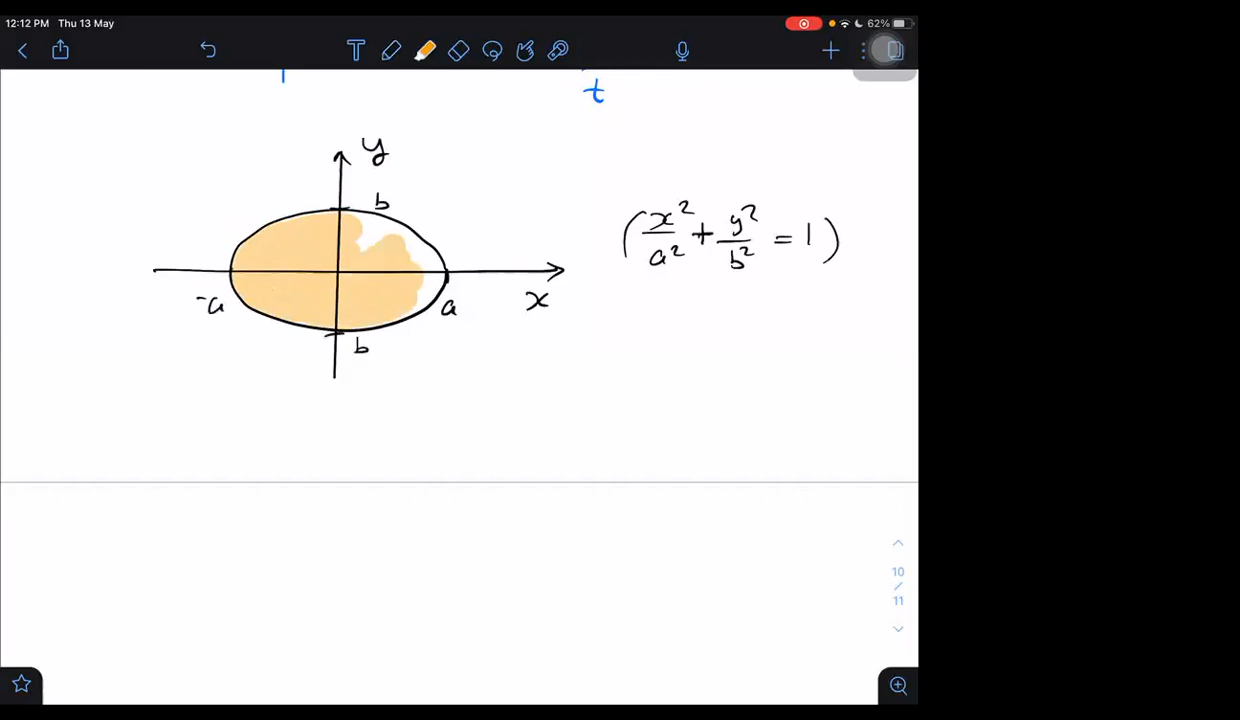 12:12 PM Thu 13 May
62%
T
t
y
b
-a
a
x
b
(x²/a² + y²/b² = 1)
10
/
11